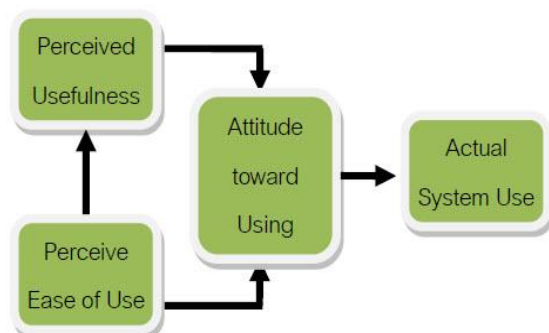 Perceived
Usefulness
Attitude
toward
Using
Actual
System Use
Perceive
Ease of Use